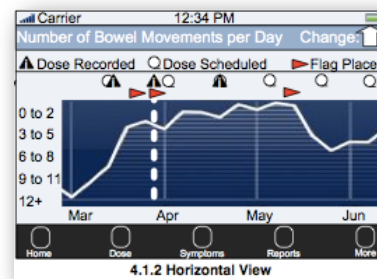 Carrier 12:34 PM
Number of Bowel Movements per Day Change:
Dose Recorded Dose Scheduled Flag Place
0 to 2
3 to 5
6 to 8
9 to 11
12+
Mar Apr May Jun
Home Dose Symptoms Reports More
4.1.2 Horizontal View